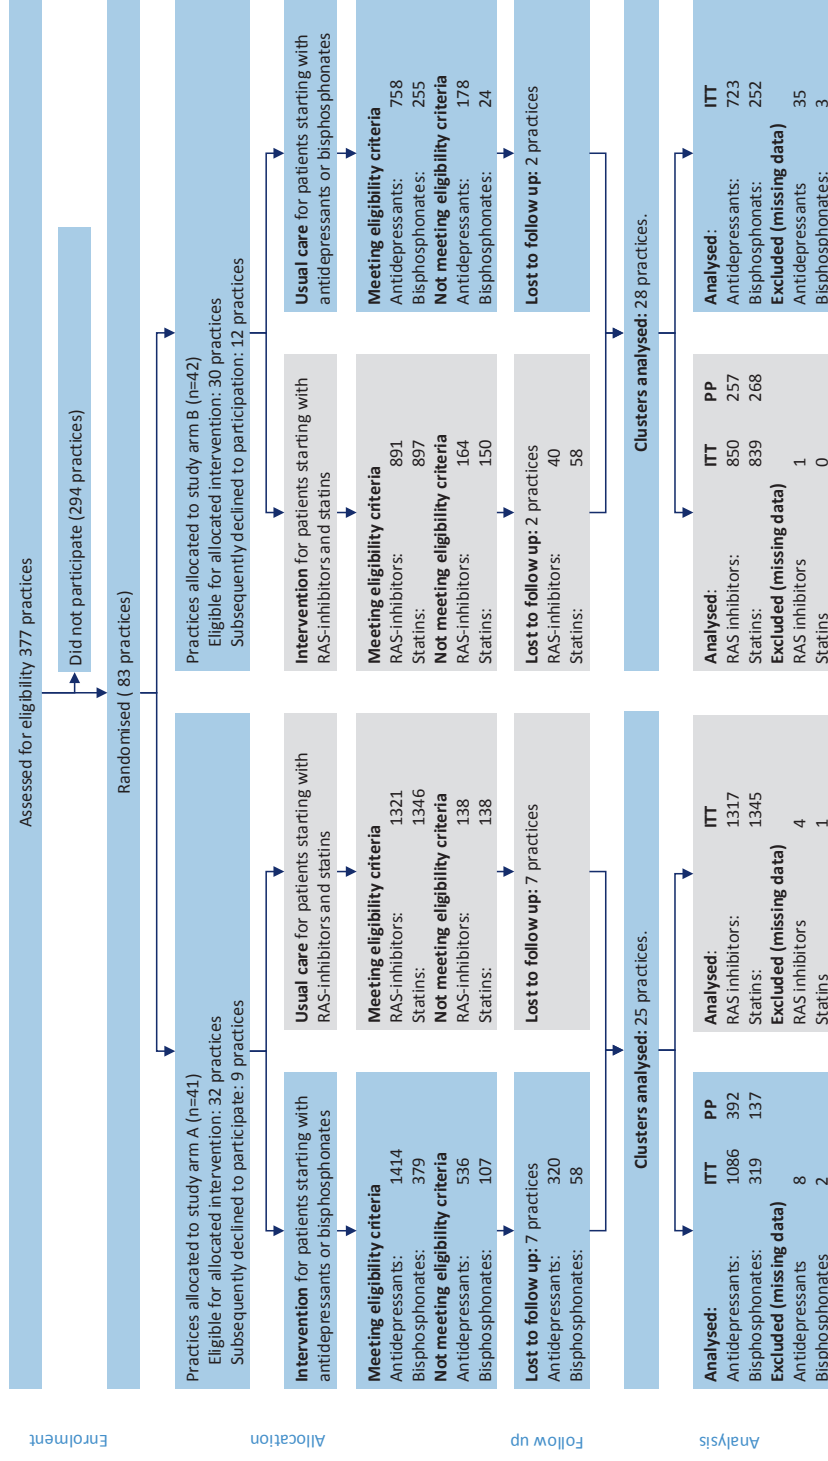 Enrolment
Assessed for eligibility 377 practices
Did not participate (294 practices)
Randomised ( 83 practices)
Allocation
Practices allocated to study arm A (n=41)
Eligible for allocated intervention: 32 practices
Subsequently declined to participate: 9 practices
Practices allocated to study arm B (n=42)
Eligible for allocated intervention: 30 practices
Subsequently declined to participation: 12 practices
Intervention for patients starting with
antidepressants or bisphosphonates
Usual care for patients starting with
RAS-inhibitors and statins
Intervention for patients starting with
RAS-inhibitors and statins
Usual care for patients starting with
antidepressants or bisphosphonates
Meeting eligibility criteria
Antidepressants: 1414
Bisphosphonates: 379
Not meeting eligibility criteria
Antidepressants: 536
Bisphosphonates: 107
Meeting eligibility criteria
RAS-inhibitors: 1321
Statins: 1346
Not meeting eligibility criteria
RAS-inhibitors: 138
Statins: 138
Meeting eligibility criteria
RAS-inhibitors: 891
Statins: 897
Not meeting eligibility criteria
RAS-inhibitors: 164
Statins: 150
Meeting eligibility criteria
Antidepressants: 758
Bisphosphonates: 255
Not meeting eligibility criteria
Antidepressants: 178
Bisphosphonates: 24
Follow up
Lost to follow up: 7 practices
Antidepressants: 320
Bisphosphonates: 58
Lost to follow up: 7 practices
Lost to follow up: 2 practices
RAS-inhibitors: 40
Statins: 58
Lost to follow up: 2 practices
Clusters analysed: 25 practices.
Clusters analysed: 28 practices.
Analysis
Analysed: ITT PP
Antidepressants: 1086 392
Bisphosphonates: 319 137
Excluded (missing data)
Antidepressants 8
Bisphosphonates 2
Analysed: ITT
RAS inhibitors: 1317
Statins: 1345
Excluded (missing data)
RAS inhibitors 4
Statins 1
Analysed: ITT PP
RAS inhibitors: 850 257
Statins: 839 268
Excluded (missing data)
RAS inhibitors 1
Statins 0
Analysed: ITT
Antidepressants: 723
Bisphosphonats: 252
Excluded (missing data)
Antidepressants 35
Bisphosphonates: 3